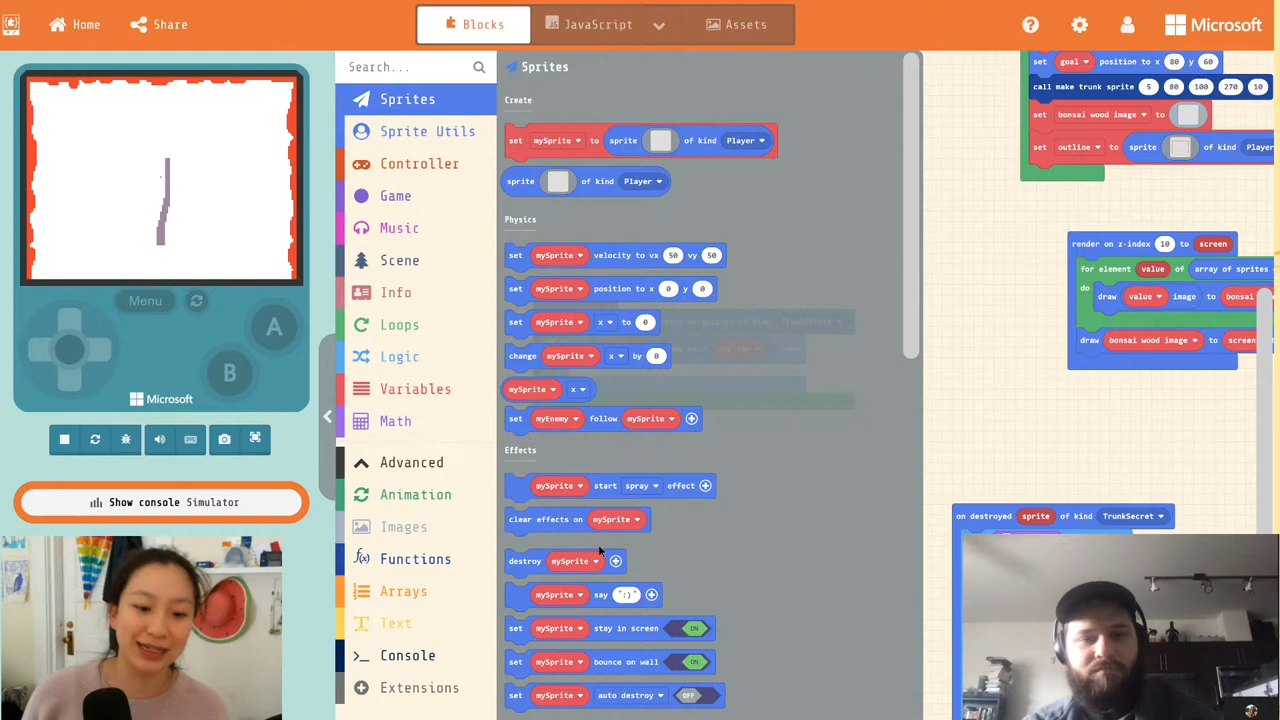 Home
Share
Blocks
JavaScript
Assets
Microsoft
Menu
A
B
Microsoft
Show console Simulator
Search...
Sprites
Sprite Utils
Controller
Game
Music
Scene
Info
Loops
Logic
Variables
Math
Advanced
Animation
Images
Functions
Arrays
Text
Console
Extensions
Sprites
Create
set mySprite to sprite of kind Player
sprite of kind Player
Physics
set mySprite velocity to vx 50 vy 50
set mySprite position to x 0 y 0
set mySprite x to 0
change mySprite x by 0
mySprite x
set myEnemy follow mySprite
Effects
mySprite start spray effect
clear effects on mySprite
destroy mySprite
mySprite say ":)"
set mySprite stay in screen ON
set mySprite bounce on wall ON
set mySprite auto destroy OFF
set goal position to x 80 y 60
call make trunk sprite 5 80 100 270 10
set bonsai wood image to
set outline to sprite of kind Player
render on z-index 10 to screen
for element value of array of sprites
do draw value image to bonsai
draw bonsai wood image to screen
on destroyed sprite of kind TrunkSecret